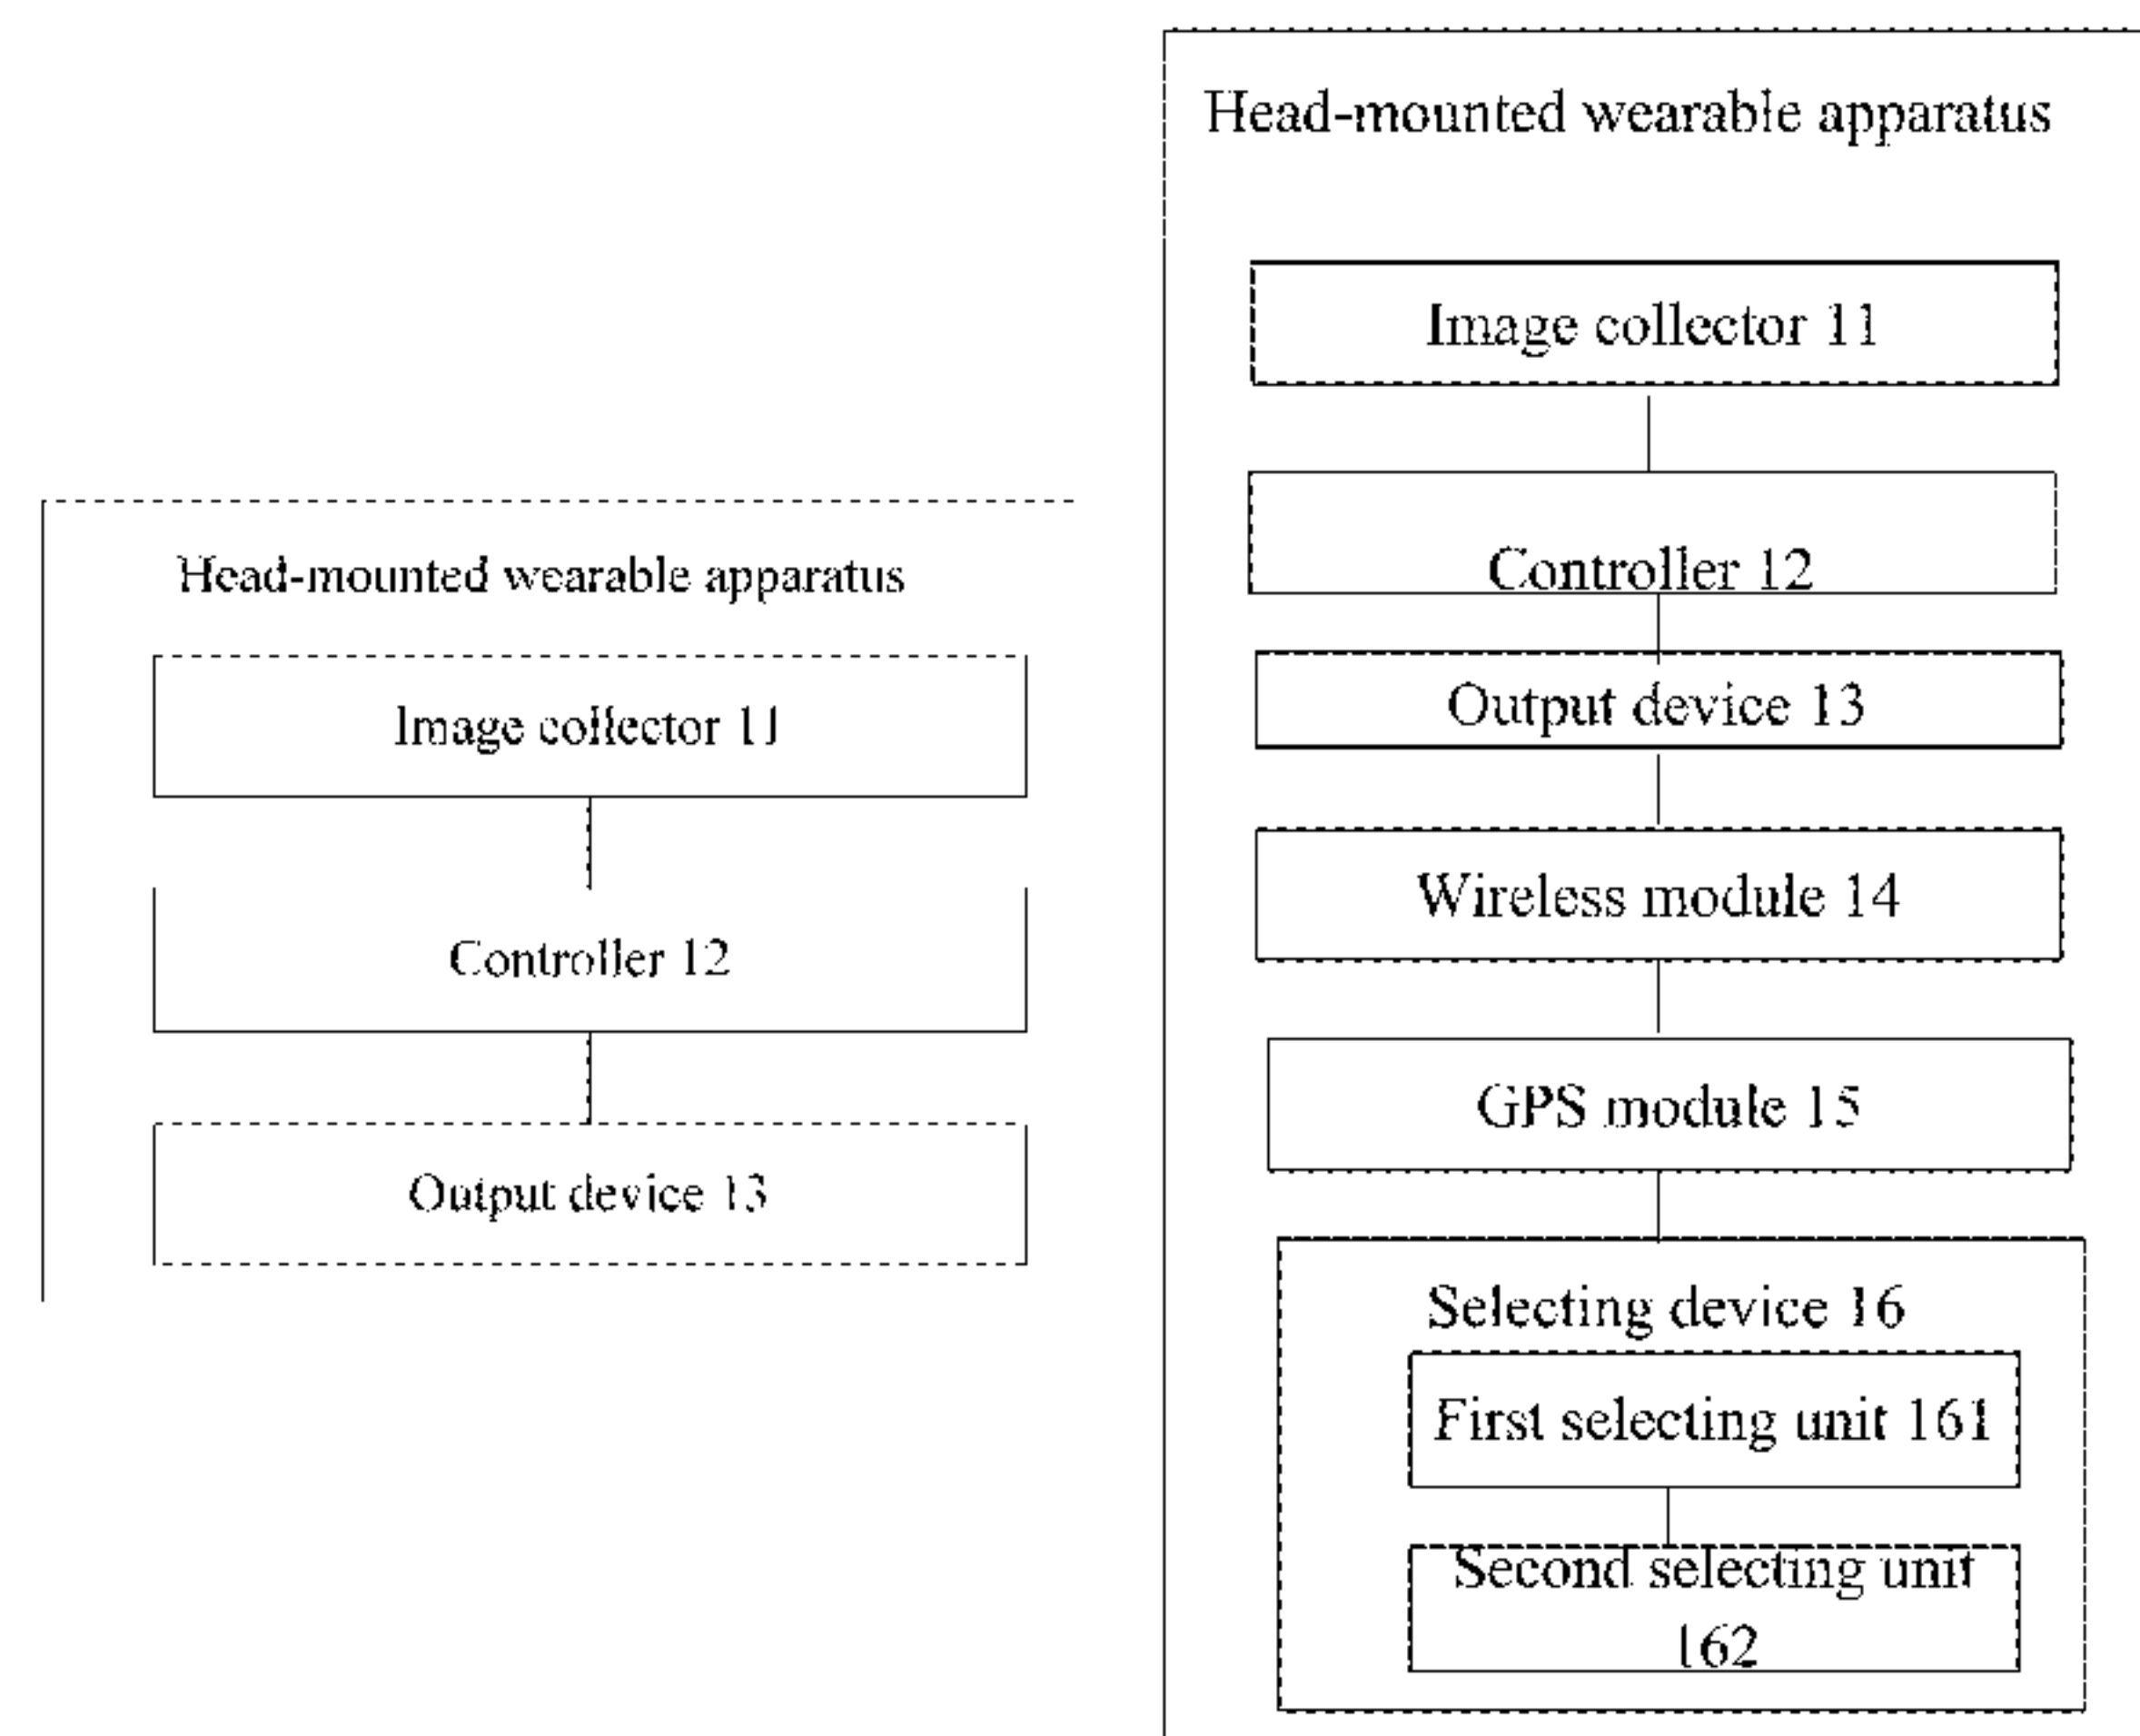 Head-mounted wearable apparatus
Image collector 11
Controller 12
Output device 13
Head-mounted wearable apparatus
Image collector 11
Controller 12
Output device 13
Wireless module 14
GPS module 15
Selecting device 16
First selecting unit 161
Second selecting unit
162